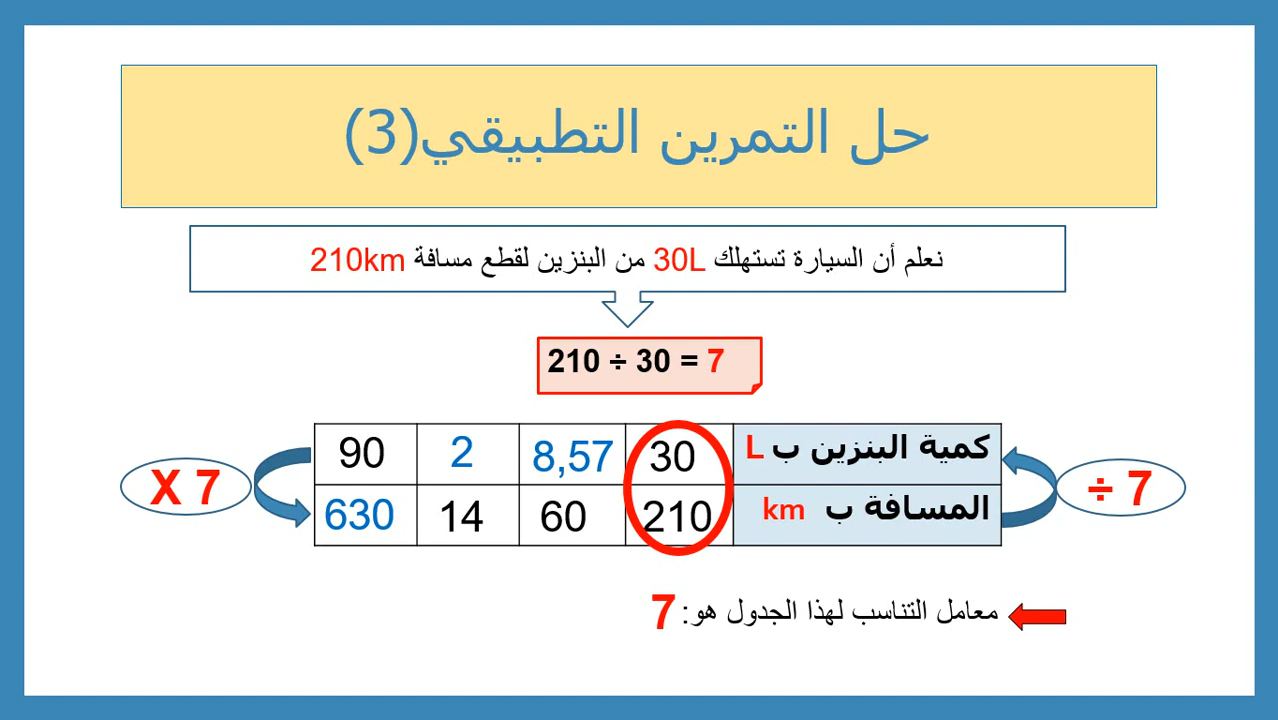 حل التمرين التطبيقي(3)
نعلم أن السيارة تستهلك 30L من البنزين لقطع مسافة 210km
210 ÷ 30 = 7
كمية البنزين ب L 30 8,57 2 90
المسافة ب km 210 60 14 630
÷ 7
X 7
معامل التناسب لهذا الجدول هو: 7